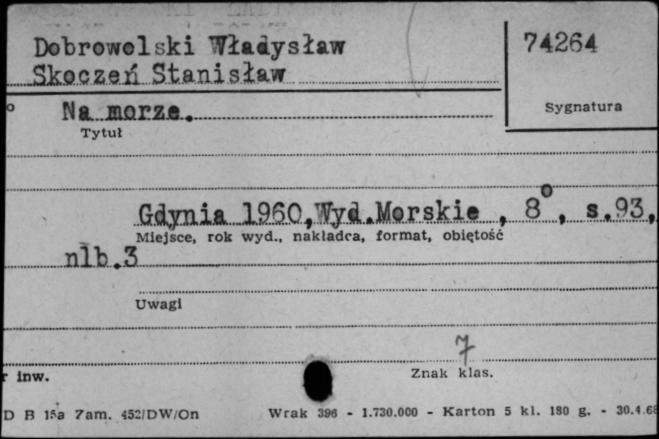 Dobrowolski Władysław
Skoczeń Stanisław
74264
Sygnatura
Na morze.
Tytuł
Gdynia 1960, Wyd.Morskie , 8°, s.93,
Miejsce, rok wyd., nakładca, format, objętość
nlb.3
Uwagi
7
r inw.
Znak klas.
D B 15a Zam. 452/DW/On Wrak 396 - 1.730.000 - Karton 5 kl. 180 g. - 30.4.68